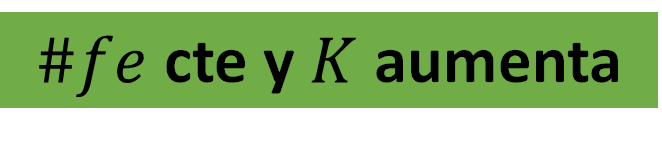 #𝑓𝑒 cte y 𝐾 aumenta